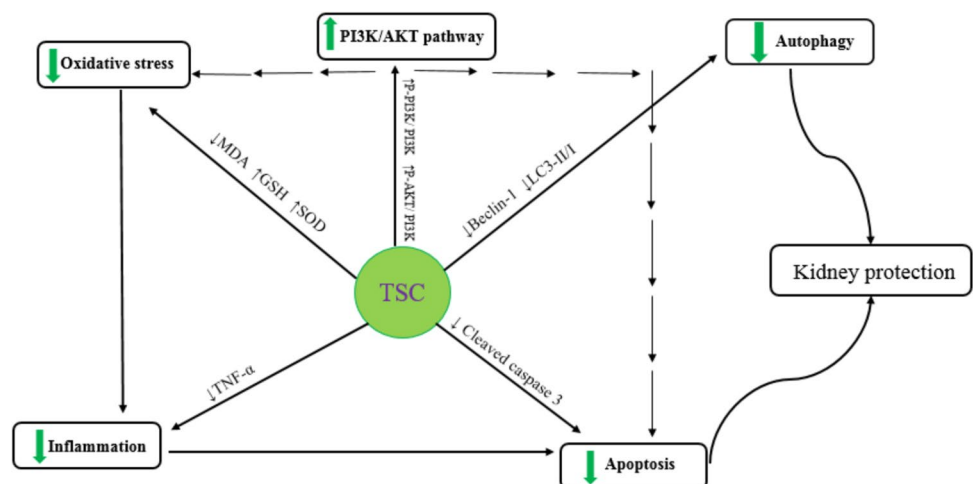 PI3K/AKT pathway
Autophagy
Oxidative stress
↑P-PI3K/ PI3K ↑P-AKT/ PI3K
↓MDA ↑GSH ↑SOD
↓Beclin-1 ↓LC3-II/I
Kidney protection
TSC
↓ Cleaved caspase 3
↓TNF-α
Inflammation
Apoptosis